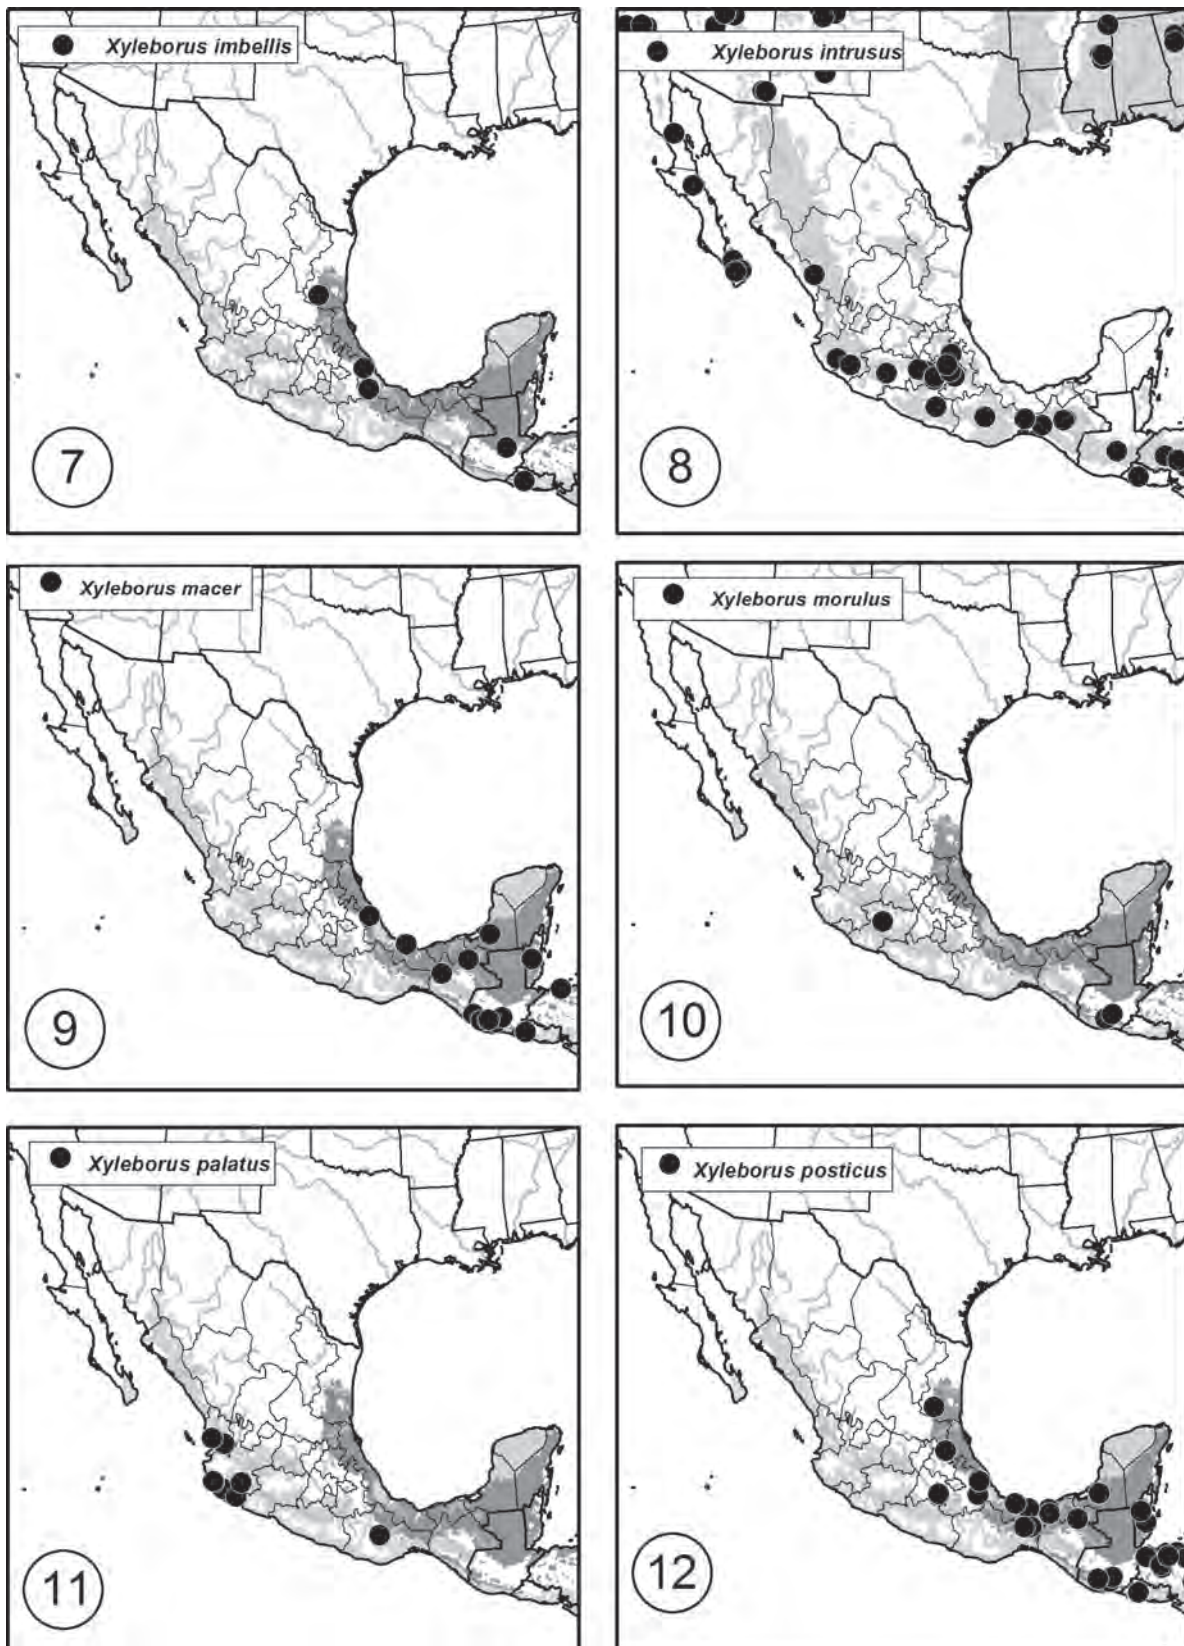 Xyleborus imbellis
7
Xyleborus intrusus
8
Xyleborus macer
9
Xyleborus morulus
10
Xyleborus palatus
11
Xyleborus posticus
12